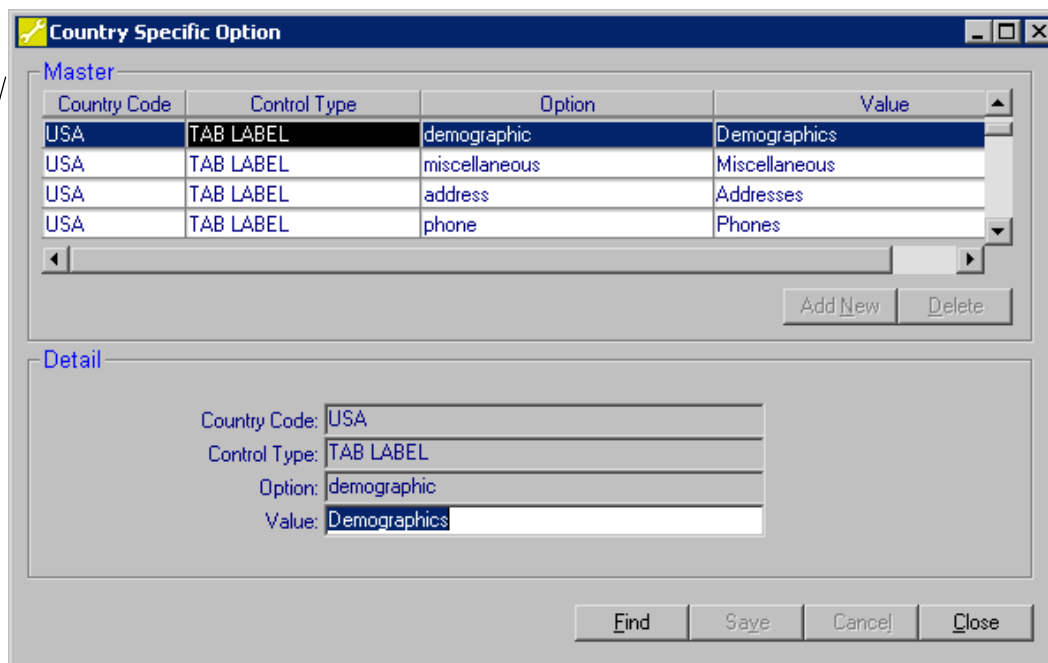 Country Specific Option
Master
Country Code Control Type Option Value
USA TAB LABEL demographic Demographics
USA TAB LABEL miscellaneous Miscellaneous
USA TAB LABEL address Addresses
USA TAB LABEL phone Phones
Add New Delete
Detail
Country Code: USA
Control Type: TAB LABEL
Option: demographic
Value: Demographics
Find Save Cancel Close